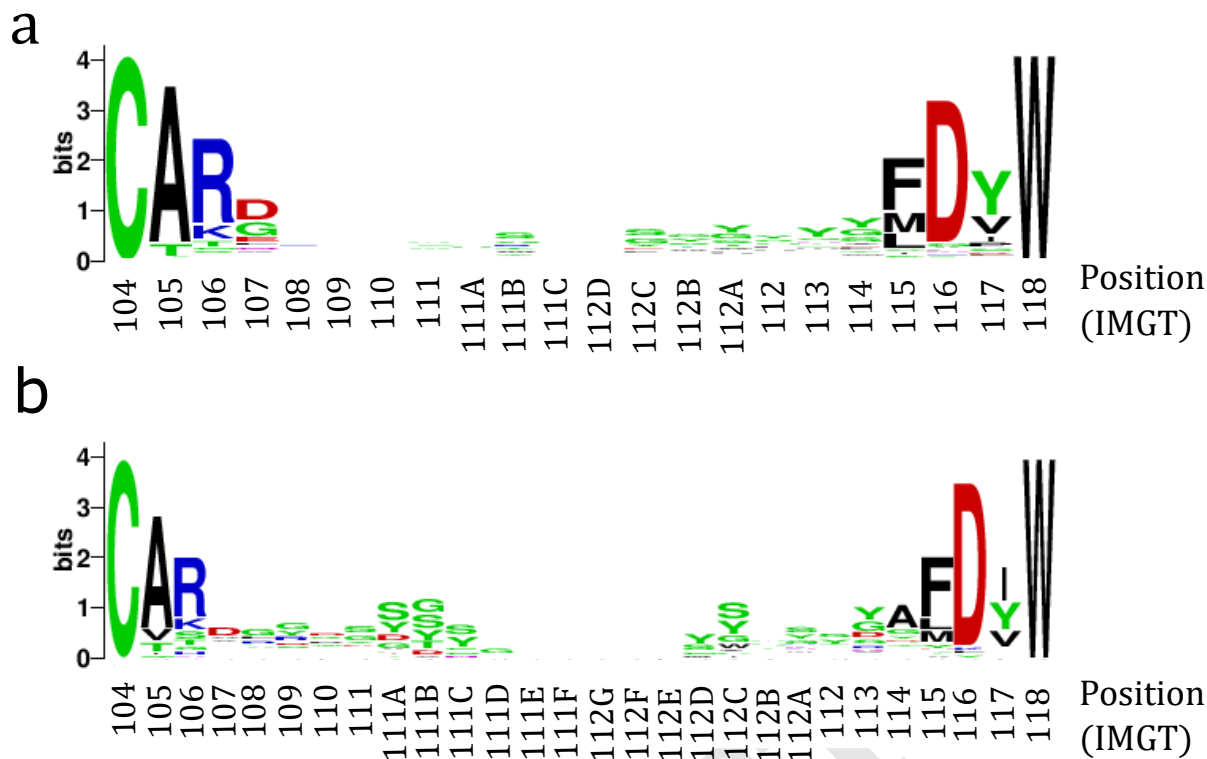 a
4
3
2
1
0
bits
C A R K T D G E F M L D Y V I W
104 105 106 107 108 109 110 111 111A 111B 111C 112D 112C 112B 112A 112 113 114 115 116 117 118
Position
(IMGT)
b
4
3
2
1
0
bits
C A V T R K S T D G S Y D G G S Y T D S Y G Y S Y G Y G D A F L M D I Y V W
104 105 106 107 108 109 110 111 111A 111B 111C 111D 111E 111F 112G 112F 112E 112D 112C 112B 112A 112 113 114 115 116 117 118
Position
(IMGT)